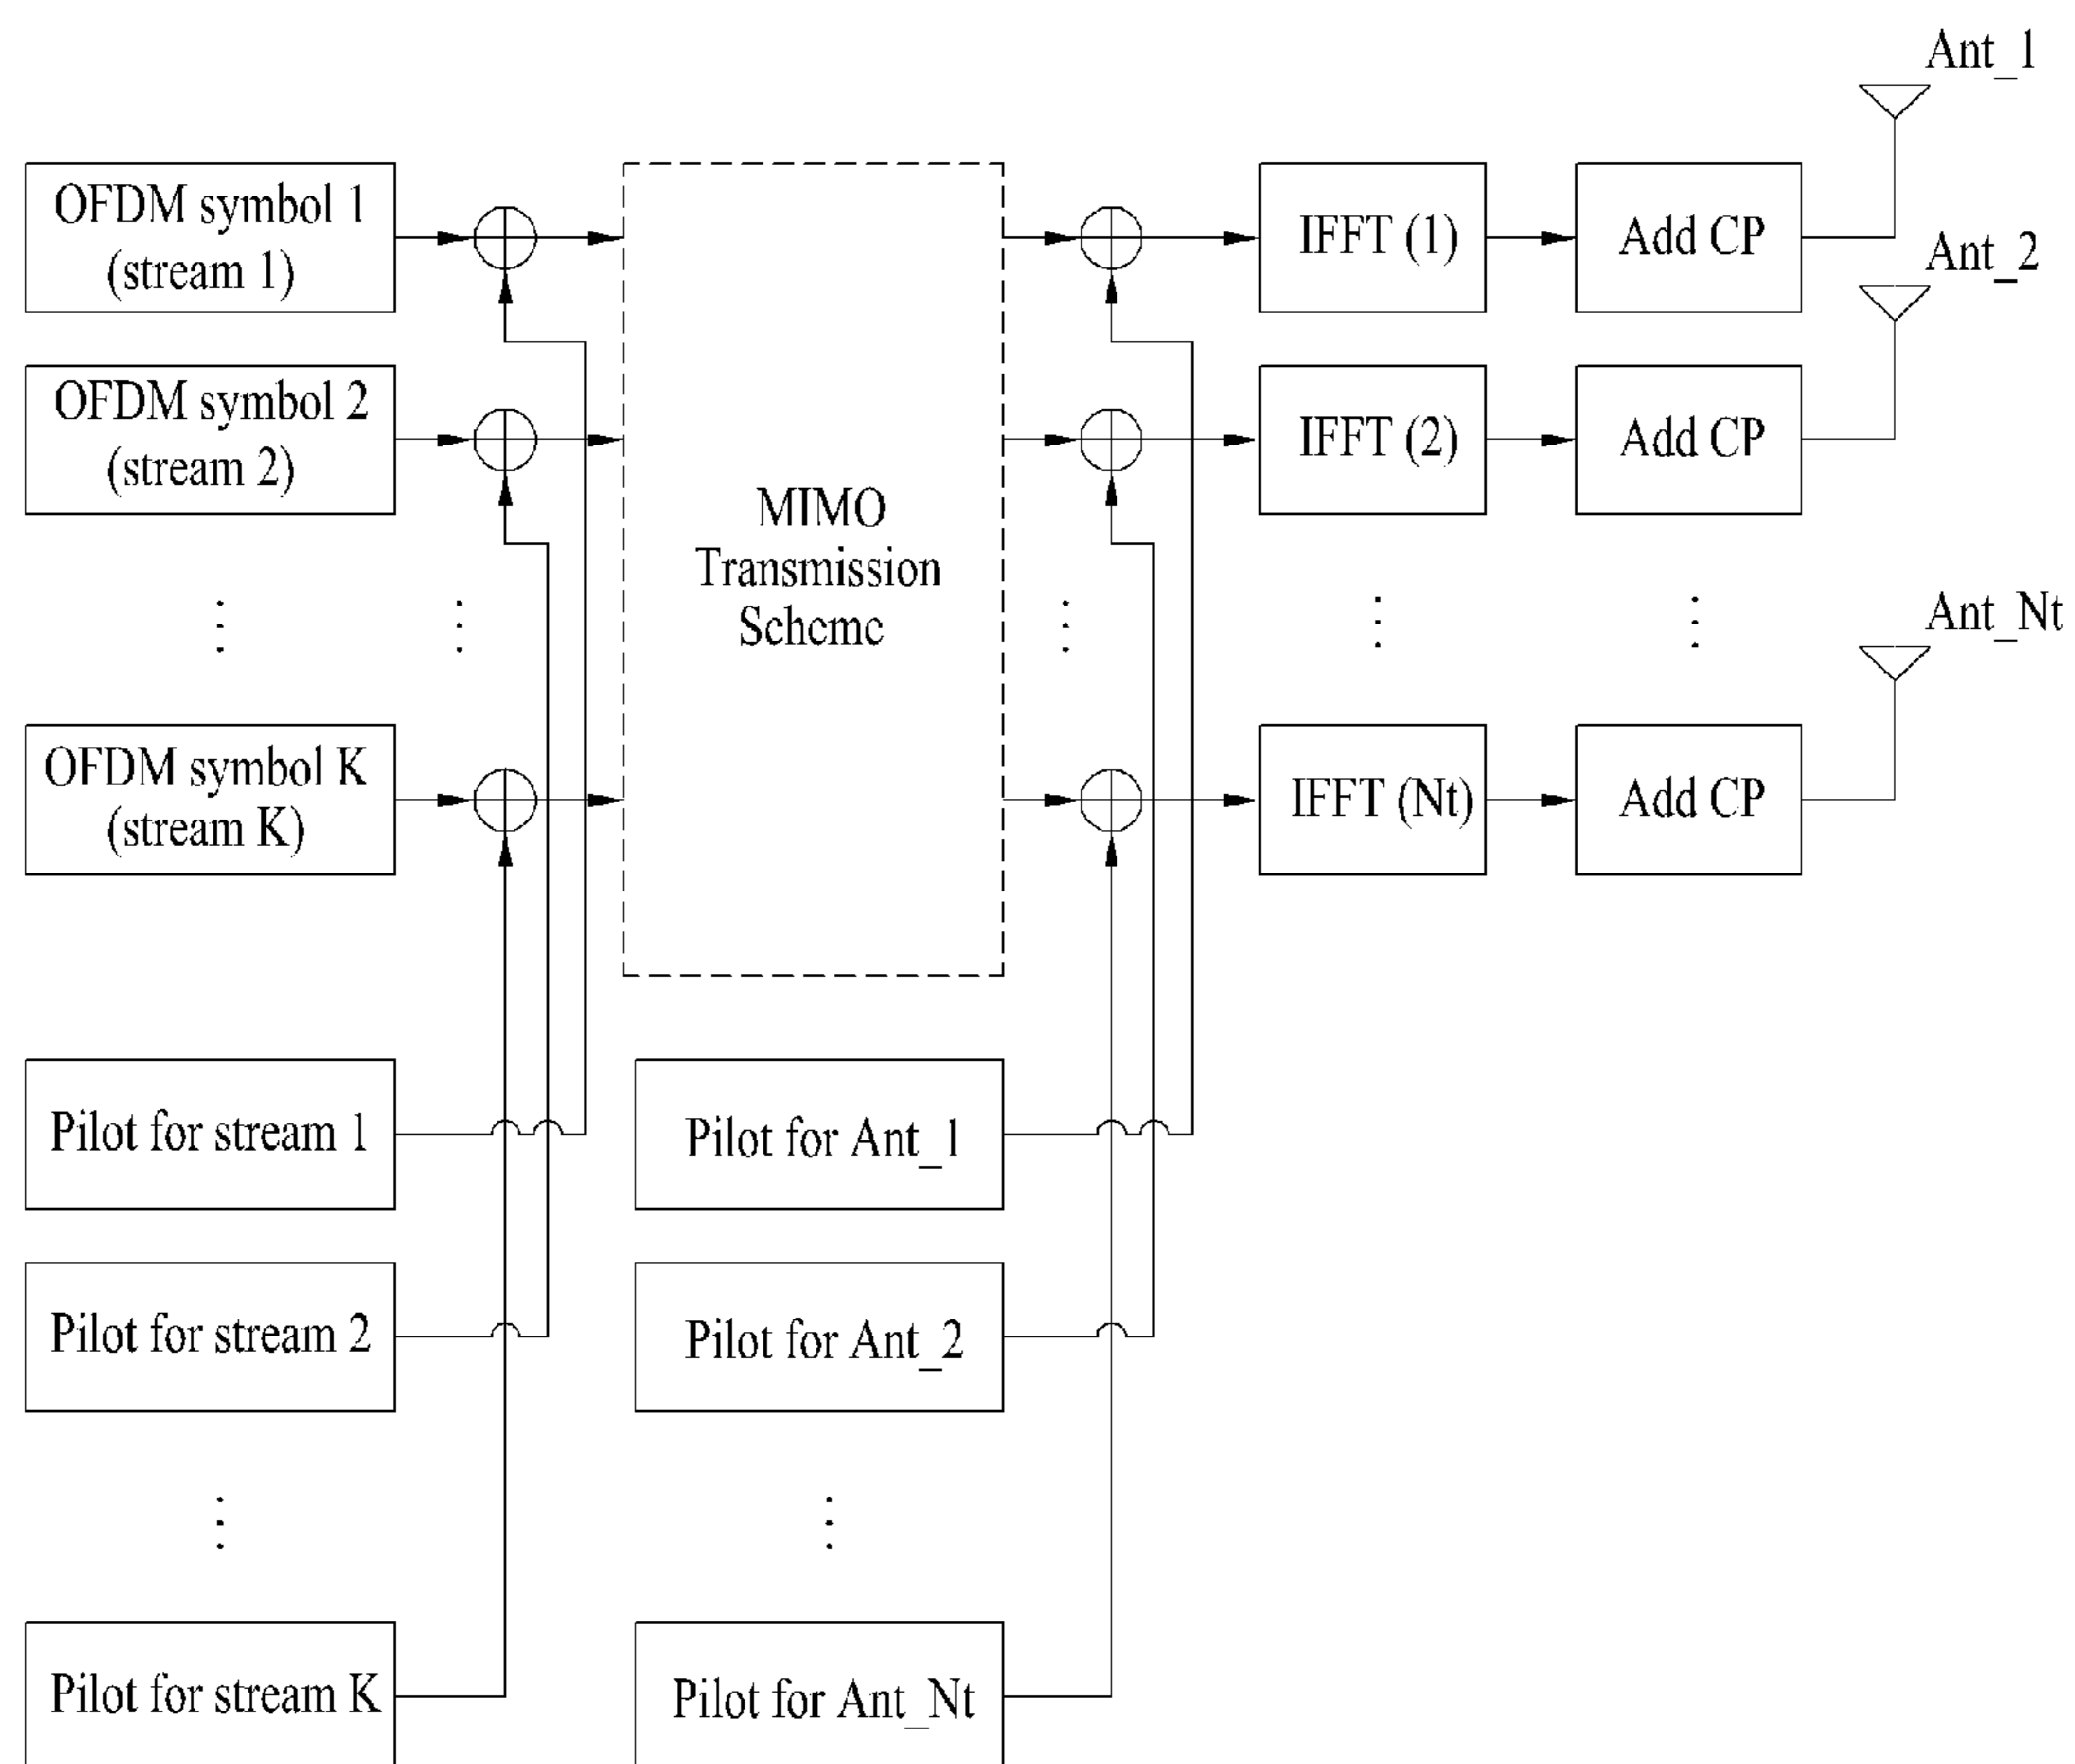 Ant_1
OFDM symbol 1
(stream 1)
IFFT (1)
Add CP
Ant_2
OFDM symbol 2
(stream 2)
IFFT (2)
Add CP
MIMO
Transmission
Scheme
Ant_Nt
OFDM symbol K
(stream K)
IFFT (Nt)
Add CP
Pilot for stream 1
Pilot for Ant_1
Pilot for stream 2
Pilot for Ant_2
Pilot for stream K
Pilot for Ant_Nt